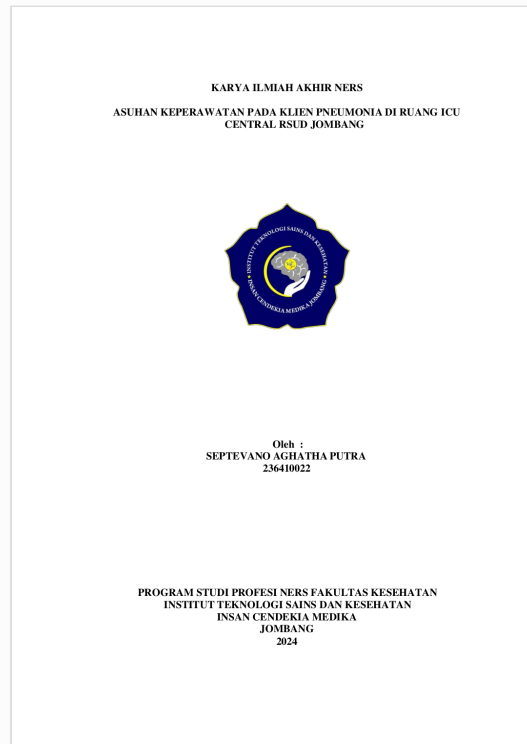 KARYA ILMIAH AKHIR NERS
ASUHAN KEPERAWATAN PADA KLIEN PNEUMONIA DI RUANG ICU
CENTRAL RSUD JOMBANG
INSTITUT TEKNOLOGI SAINS DAN KESEHATAN
INSAN CENDEKIA MEDIKA JOMBANG
Oleh :
SEPTEVANO AGHATHA PUTRA
236410022
PROGRAM STUDI PROFESI NERS FAKULTAS KESEHATAN
INSTITUT TEKNOLOGI SAINS DAN KESEHATAN
INSAN CENDEKIA MEDIKA
JOMBANG
2024